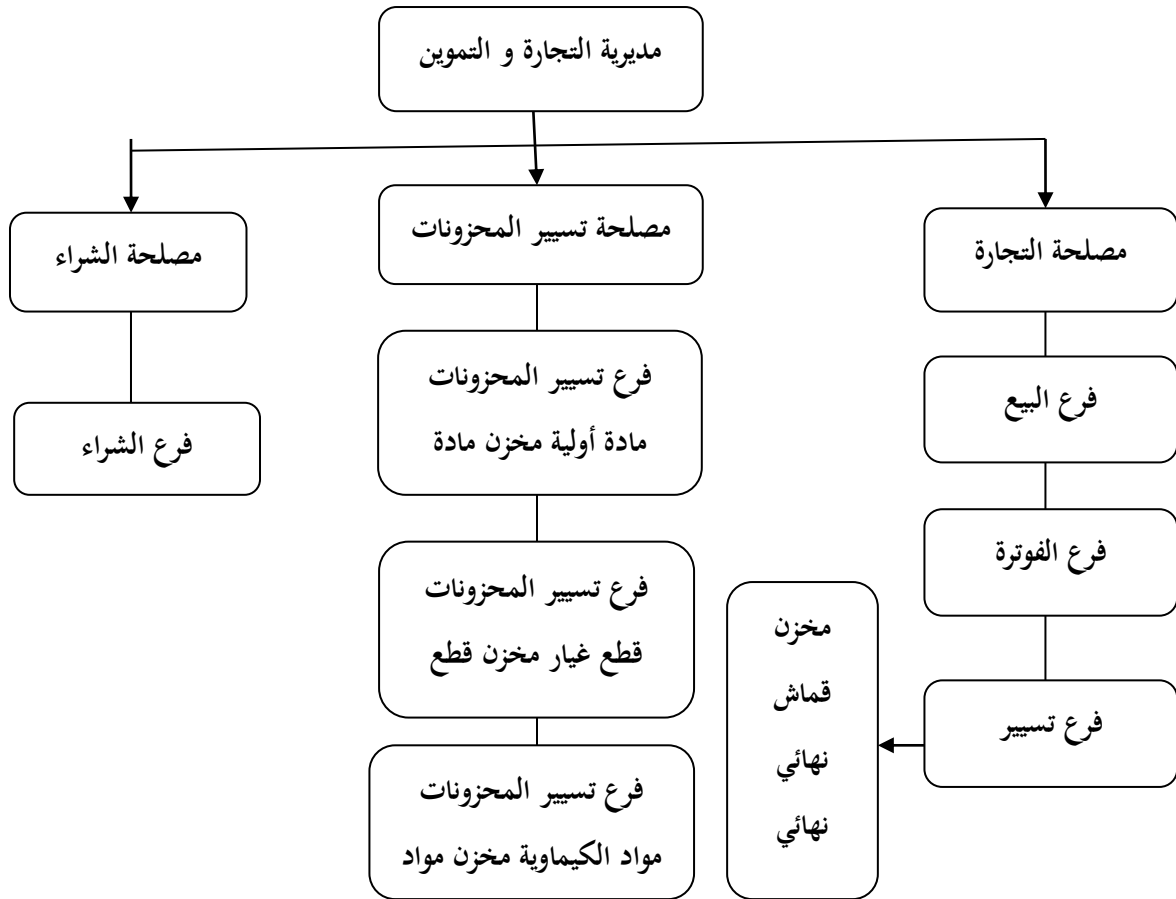 مديرية التجارة و التموين
مصلحة التجارة
مصلحة تسيير المحزونات
مصلحة الشراء
فرع البيع
فرع تسيير المحزونات
مادة أولية مخزن مادة
فرع الشراء
فرع الفوترة
فرع تسيير المحزونات
قطع غيار مخزن قطع
فرع تسيير
مخزن
قماش
نهائي
نهائي
فرع تسيير المحزونات
مواد الكيماوية مخزن مواد